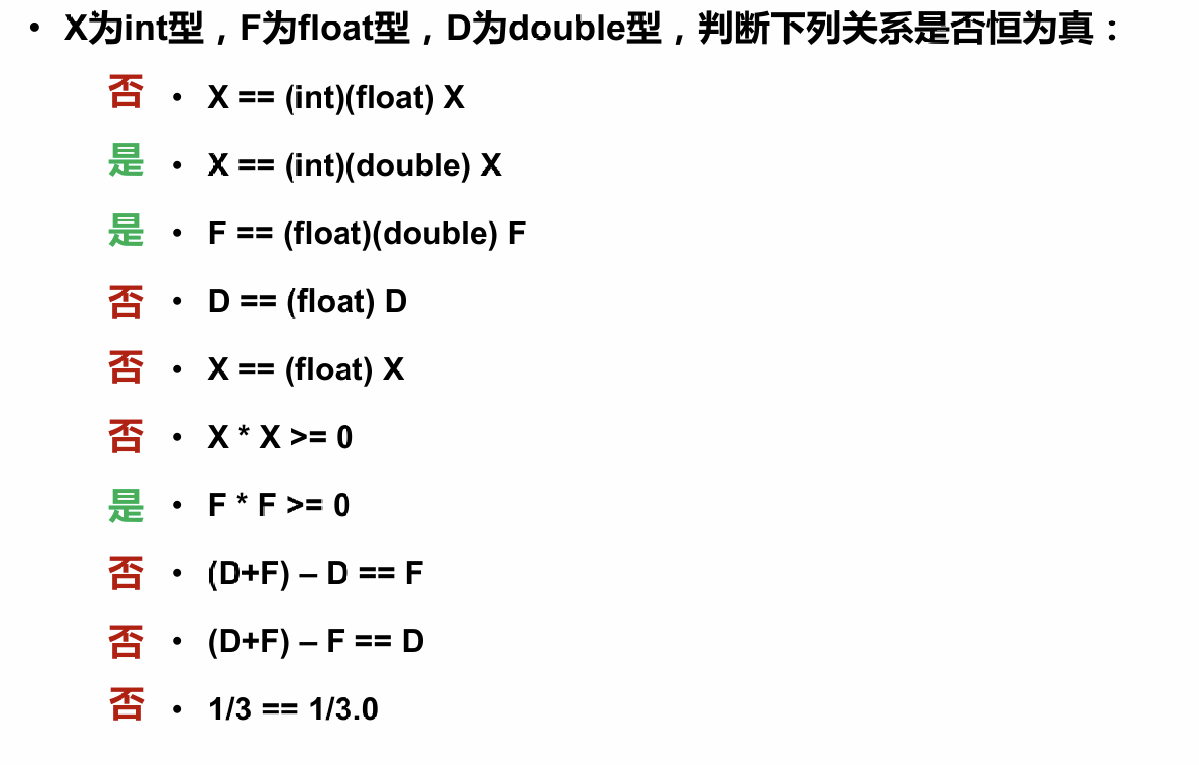 • X为int型，F为float型，D为double型，判断下列关系是否恒为真：
否 • X == (int)(float) X
是 • X == (int)(double) X
是 • F == (float)(double) F
否 • D == (float) D
否 • X == (float) X
否 • X * X >= 0
是 • F * F >= 0
否 • (D+F) – D == F
否 • (D+F) – F == D
否 • 1/3 == 1/3.0